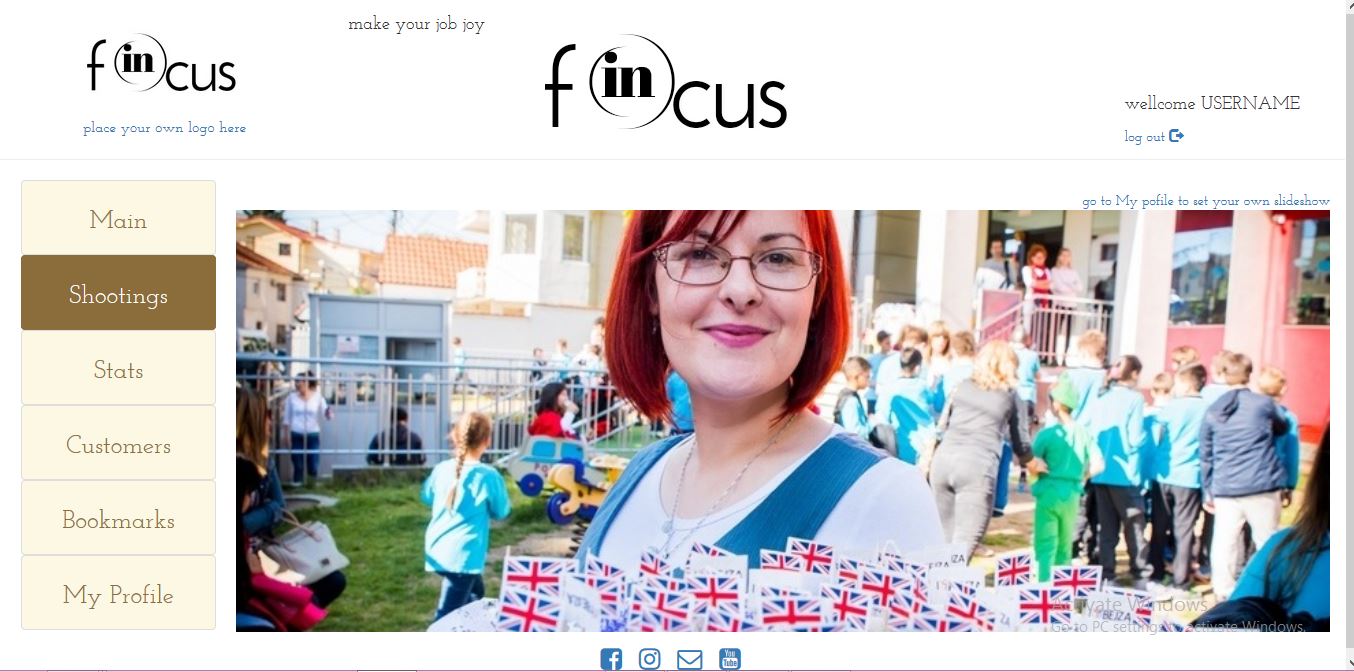 make your job joy
f in cus
place your own logo here
f in cus
wellcome USERNAME
log out
go to My pofile to set your own slideshow
Main
Shootings
Stats
Customers
Bookmarks
My Profile
Activate Windows
Go to PC settings to activate Windows.
You
Tube